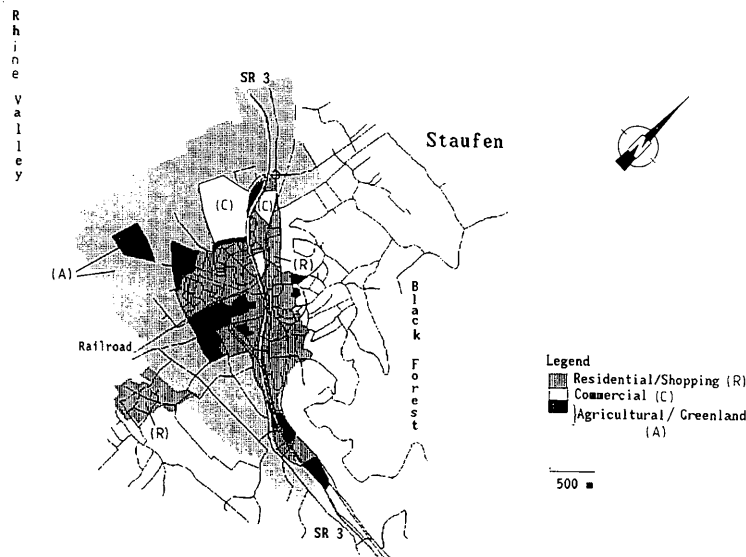 Rhine Valley
SR 3
Staufen
N
(C)
(C)
(R)
(A)
Black Forest
Railroad
(R)
SR 3
Legend
Residential/Shopping (R)
Commercial (C)
Agricultural/ Greenland
(A)
500 m